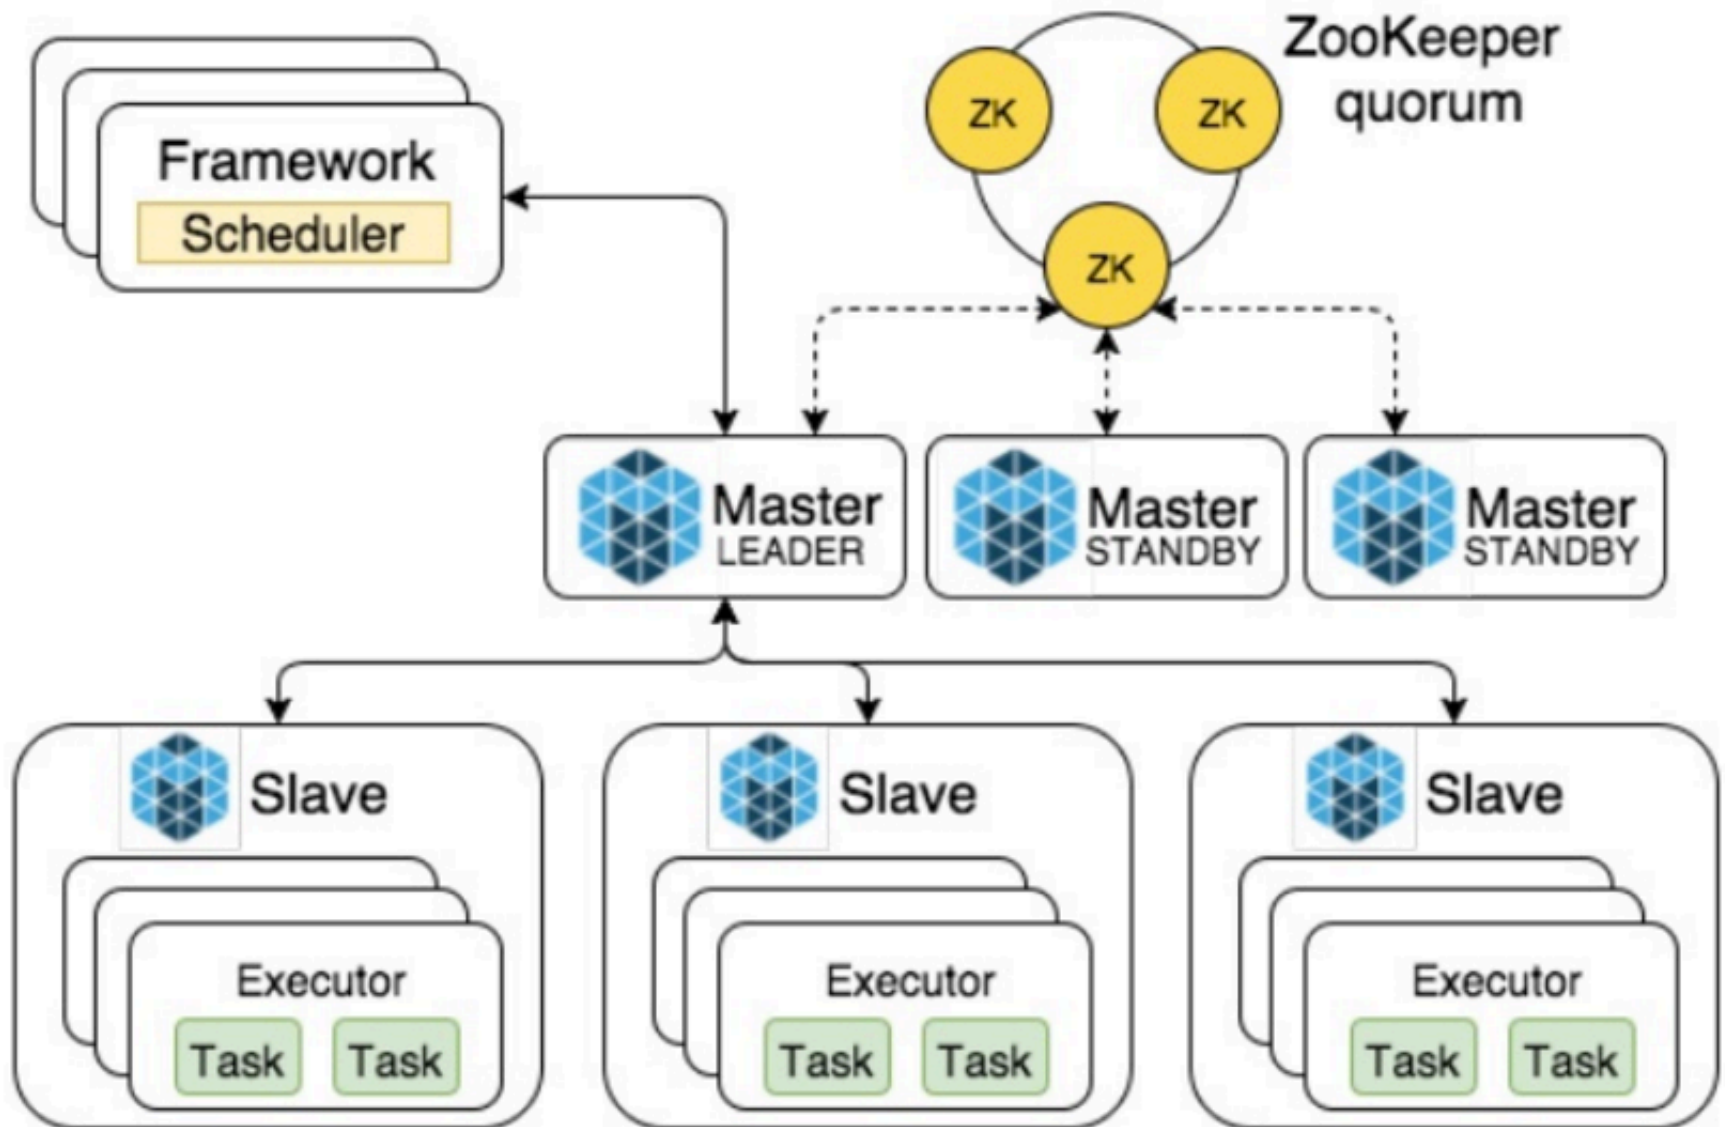 ZooKeeper
quorum
ZK
ZK
ZK
Framework
Scheduler
Master
LEADER
Master
STANDBY
Master
STANDBY
Slave
Executor
Task
Task
Slave
Executor
Task
Task
Slave
Executor
Task
Task